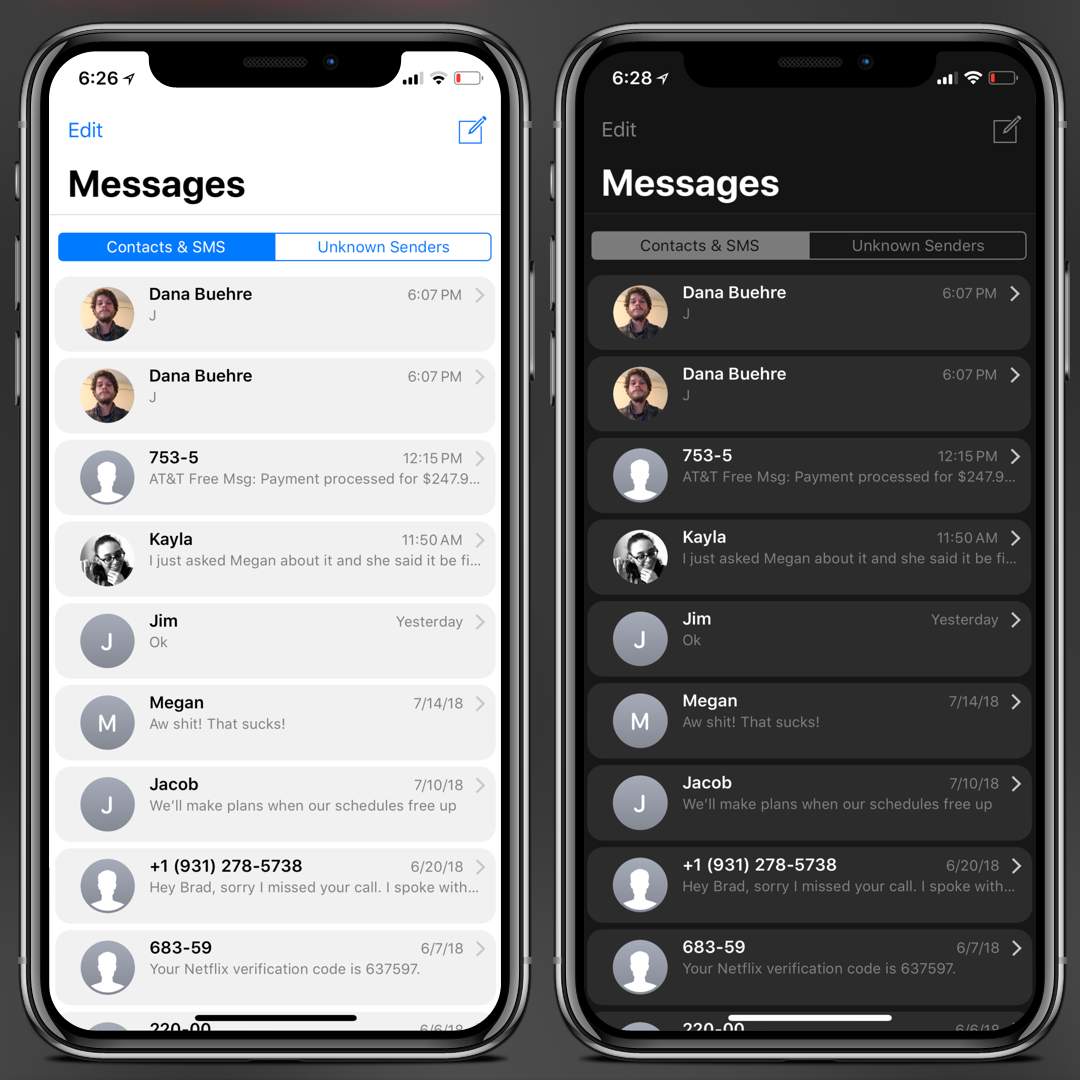 6:26
Edit
Messages
Contacts & SMS Unknown Senders
Dana Buehre 6:07 PM
J
Dana Buehre 6:07 PM
J
753-5 12:15 PM
AT&T Free Msg: Payment processed for $247.9...
Kayla 11:50 AM
I just asked Megan about it and she said it be fi...
Jim Yesterday
J
Ok
Megan 7/14/18
M
Aw shit! That sucks!
Jacob 7/10/18
J
We'll make plans when our schedules free up
+1 (931) 278-5738 6/20/18
Hey Brad, sorry I missed your call. I spoke with...
683-59 6/7/18
Your Netflix verification code is 637597.
220-00 6/6/18
6:28
Edit
Messages
Contacts & SMS Unknown Senders
Dana Buehre 6:07 PM
J
Dana Buehre 6:07 PM
J
753-5 12:15 PM
AT&T Free Msg: Payment processed for $247.9...
Kayla 11:50 AM
I just asked Megan about it and she said it be fi...
Jim Yesterday
J
Ok
Megan 7/14/18
M
Aw shit! That sucks!
Jacob 7/10/18
J
We'll make plans when our schedules free up
+1 (931) 278-5738 6/20/18
Hey Brad, sorry I missed your call. I spoke with...
683-59 6/7/18
Your Netflix verification code is 637597.
220-00 6/6/18